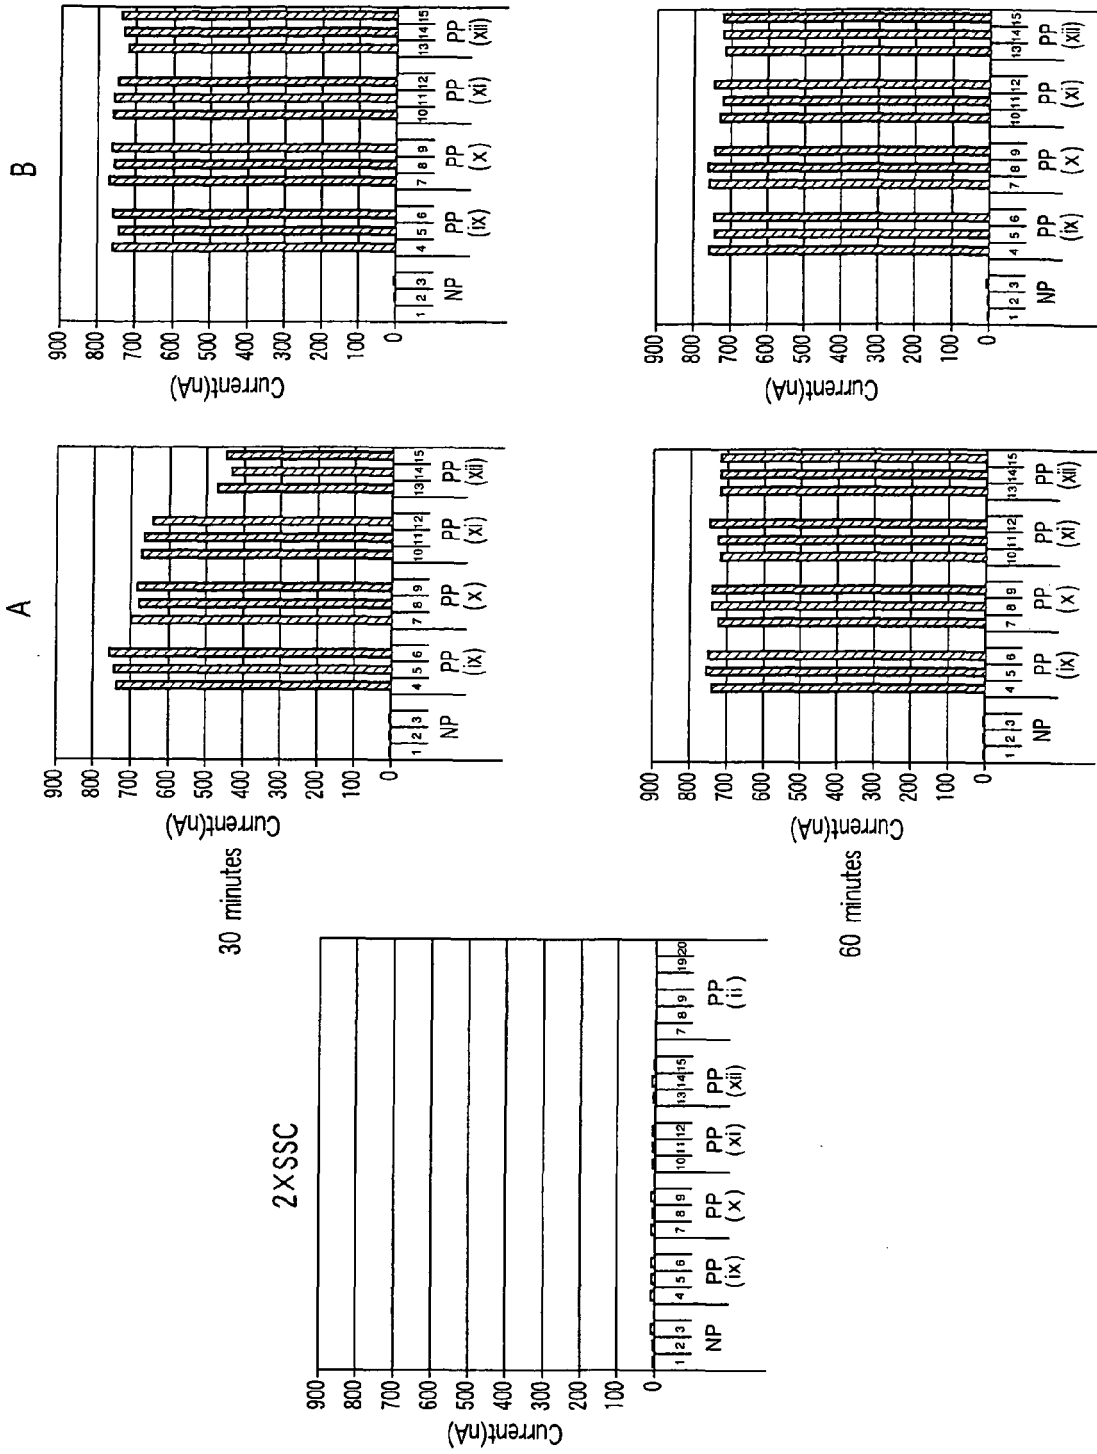 A
B
30 minutes
Current(nA)
900
800
700
600
500
400
300
200
100
0
1 2 3 4 5 6 7 8 9 10 11 12 13 14 15
NP PP PP PP PP
(ix) (x) (xi) (xii)
Current(nA)
900
800
700
600
500
400
300
200
100
0
1 2 3 4 5 6 7 8 9 10 11 12 13 14 15
NP PP PP PP PP
(ix) (x) (xi) (xii)
2×SSC
Current(nA)
900
800
700
600
500
400
300
200
100
0
1 2 3 4 5 6 7 8 9 10 11 12 13 14 15 7 8 9 19 20
NP PP PP PP PP PP
(ix) (x) (xi) (xii) (ii)
60 minutes
Current(nA)
900
800
700
600
500
400
300
200
100
0
1 2 3 4 5 6 7 8 9 10 11 12 13 14 15
NP PP PP PP PP
(ix) (x) (xi) (xii)
Current(nA)
900
800
700
600
500
400
300
200
100
0
1 2 3 4 5 6 7 8 9 10 11 12 13 14 15
NP PP PP PP PP
(ix) (x) (xi) (xii)